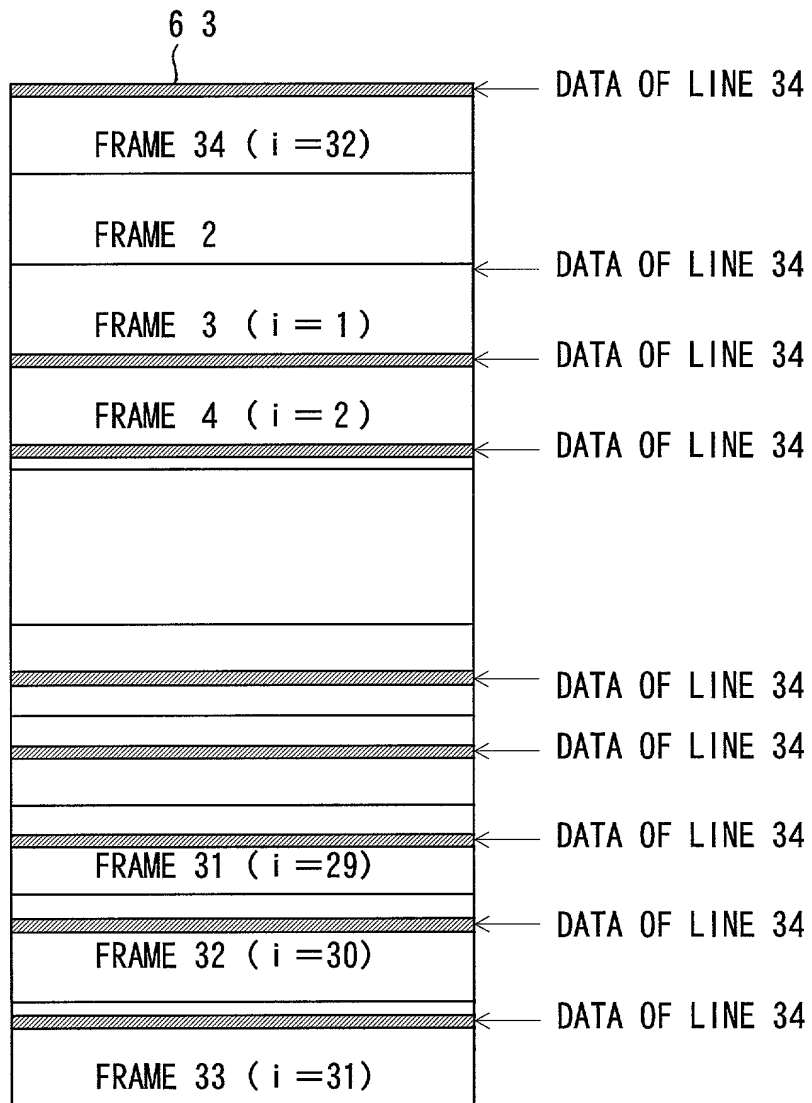 6 3
DATA OF LINE 34
FRAME 34 ( i =32)
FRAME 2
DATA OF LINE 34
FRAME 3 ( i = 1)
DATA OF LINE 34
FRAME 4 ( i = 2)
DATA OF LINE 34
DATA OF LINE 34
DATA OF LINE 34
DATA OF LINE 34
FRAME 31 ( i =29)
DATA OF LINE 34
FRAME 32 ( i =30)
DATA OF LINE 34
FRAME 33 ( i =31)